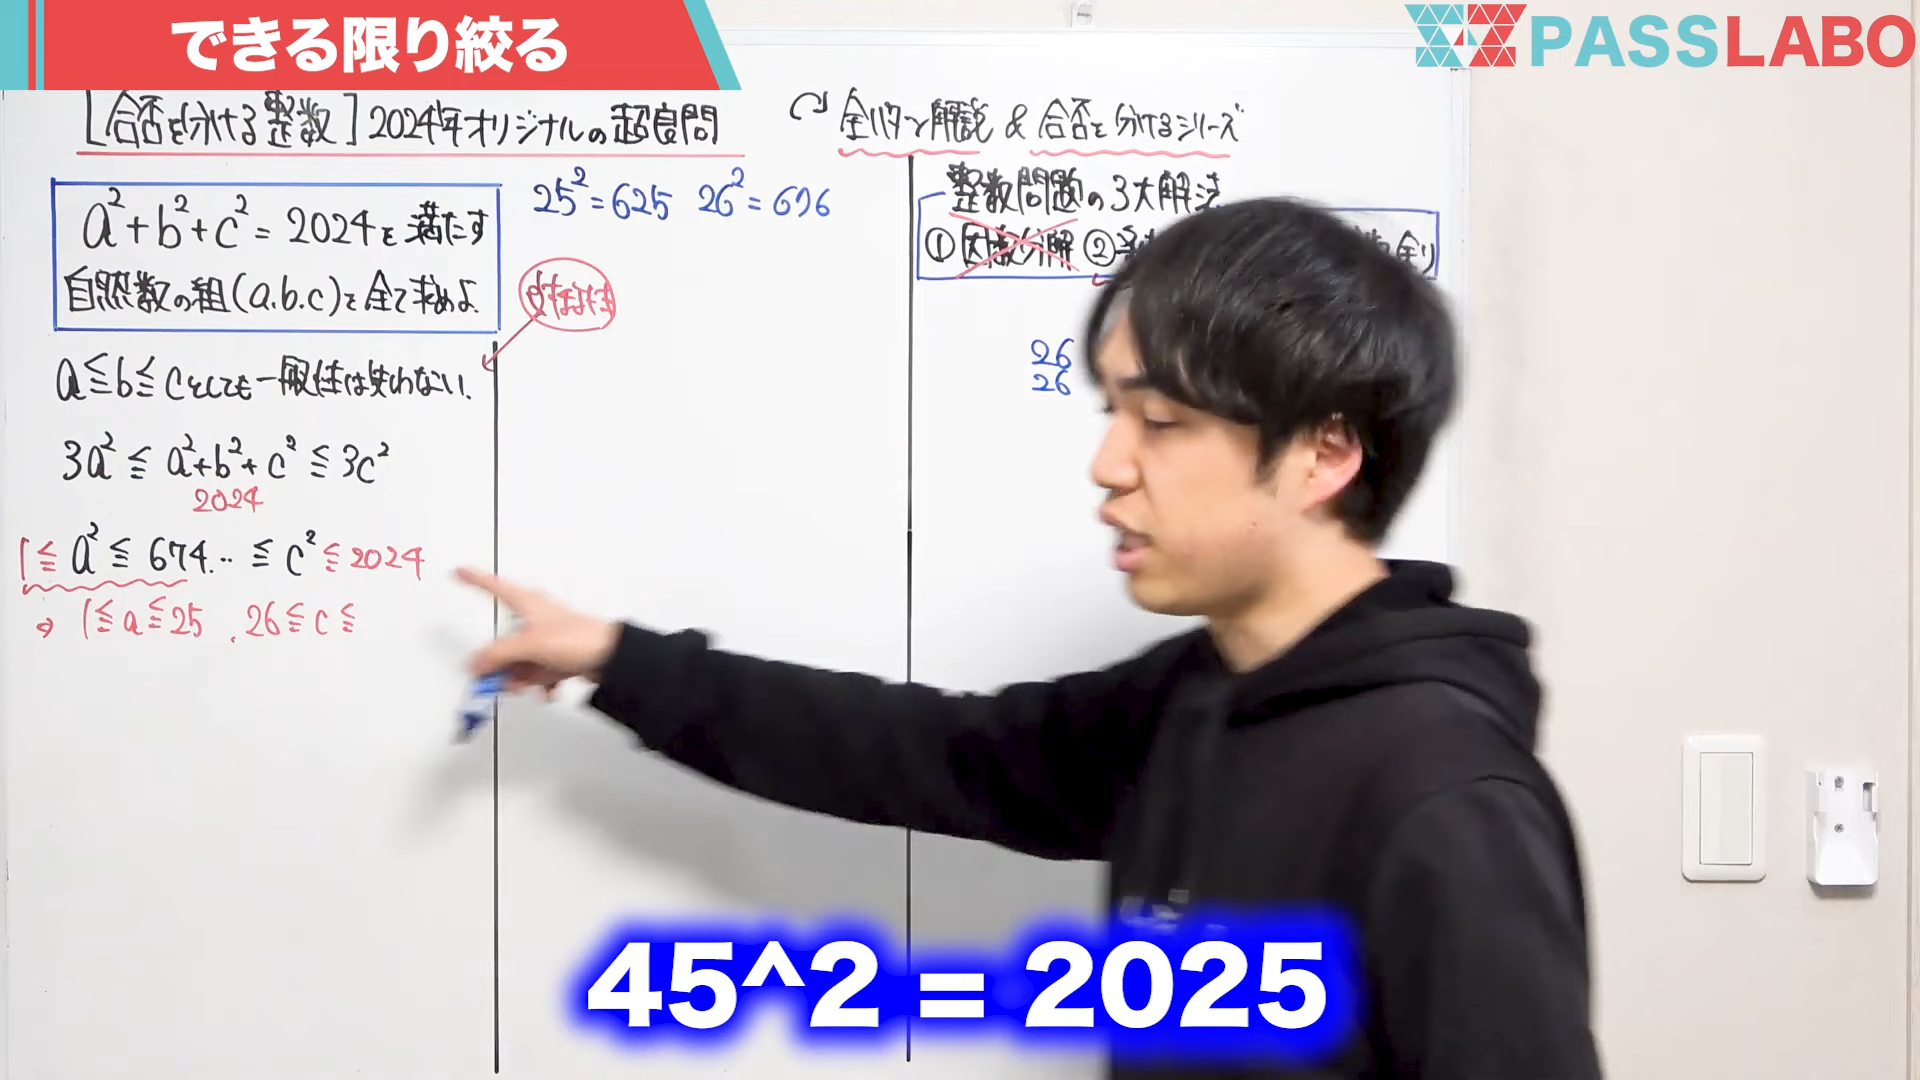 できる限り絞る
PASSLABO
[合否を分ける整数]2024年オリジナルの超良問
全パターン解説 & 合否を分けるシリーズ
a²+b²+c²=2024を満たす
自然数の組(a.b.c)を全て求めよ.
25²=625 26²=676
対称性
整数問題の3大解法
①因数分解 ②
余り
a≦b≦cとしても一般性は失わない.
3a²≦a²+b²+c²≦3c²
2024
1≦a²≦674‥≦c²≦2024
⇒ 1≦a≦25 , 26≦c≦
26
26
45^2 = 2025